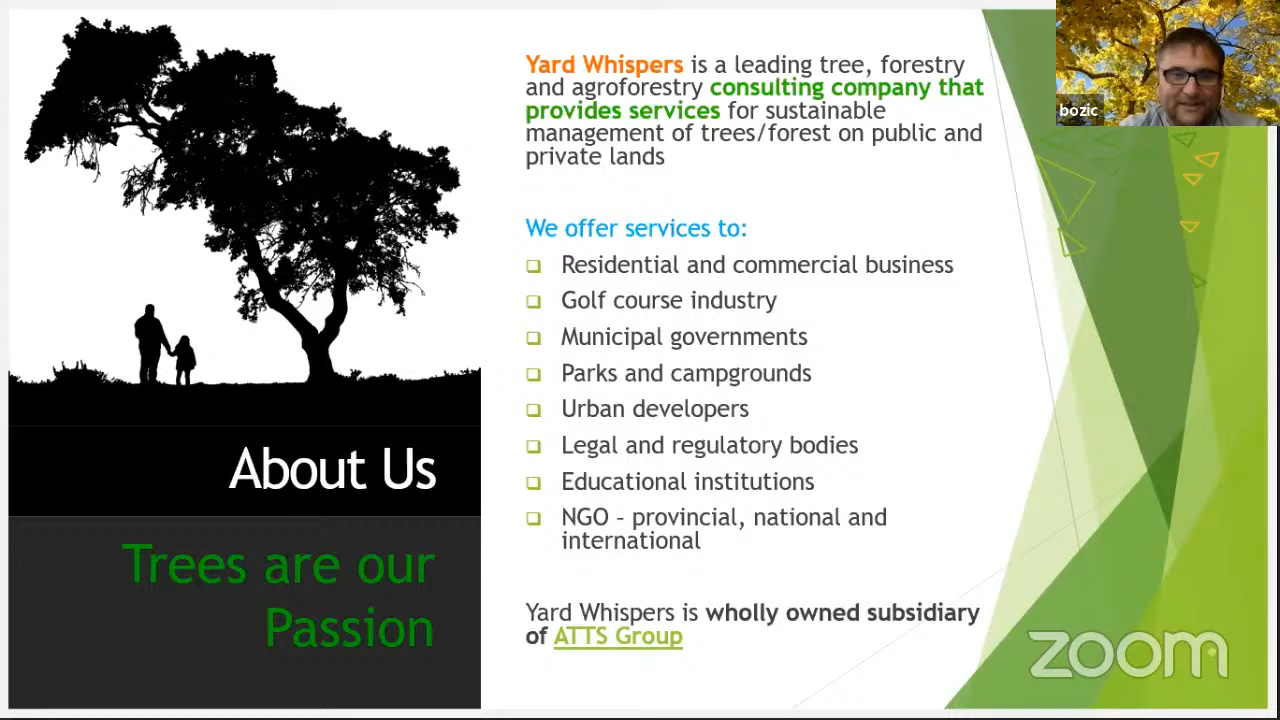 Yard Whispers is a leading tree, forestry
and agroforestry consulting company that
provides services for sustainable
management of trees/forest on public and
private lands
We offer services to:
Residential and commercial business
Golf course industry
Municipal governments
Parks and campgrounds
Urban developers
Legal and regulatory bodies
Educational institutions
NGO – provincial, national and
international
Yard Whispers is wholly owned subsidiary
of ATTS Group
About Us
Trees are our
Passion
bozic
zoom